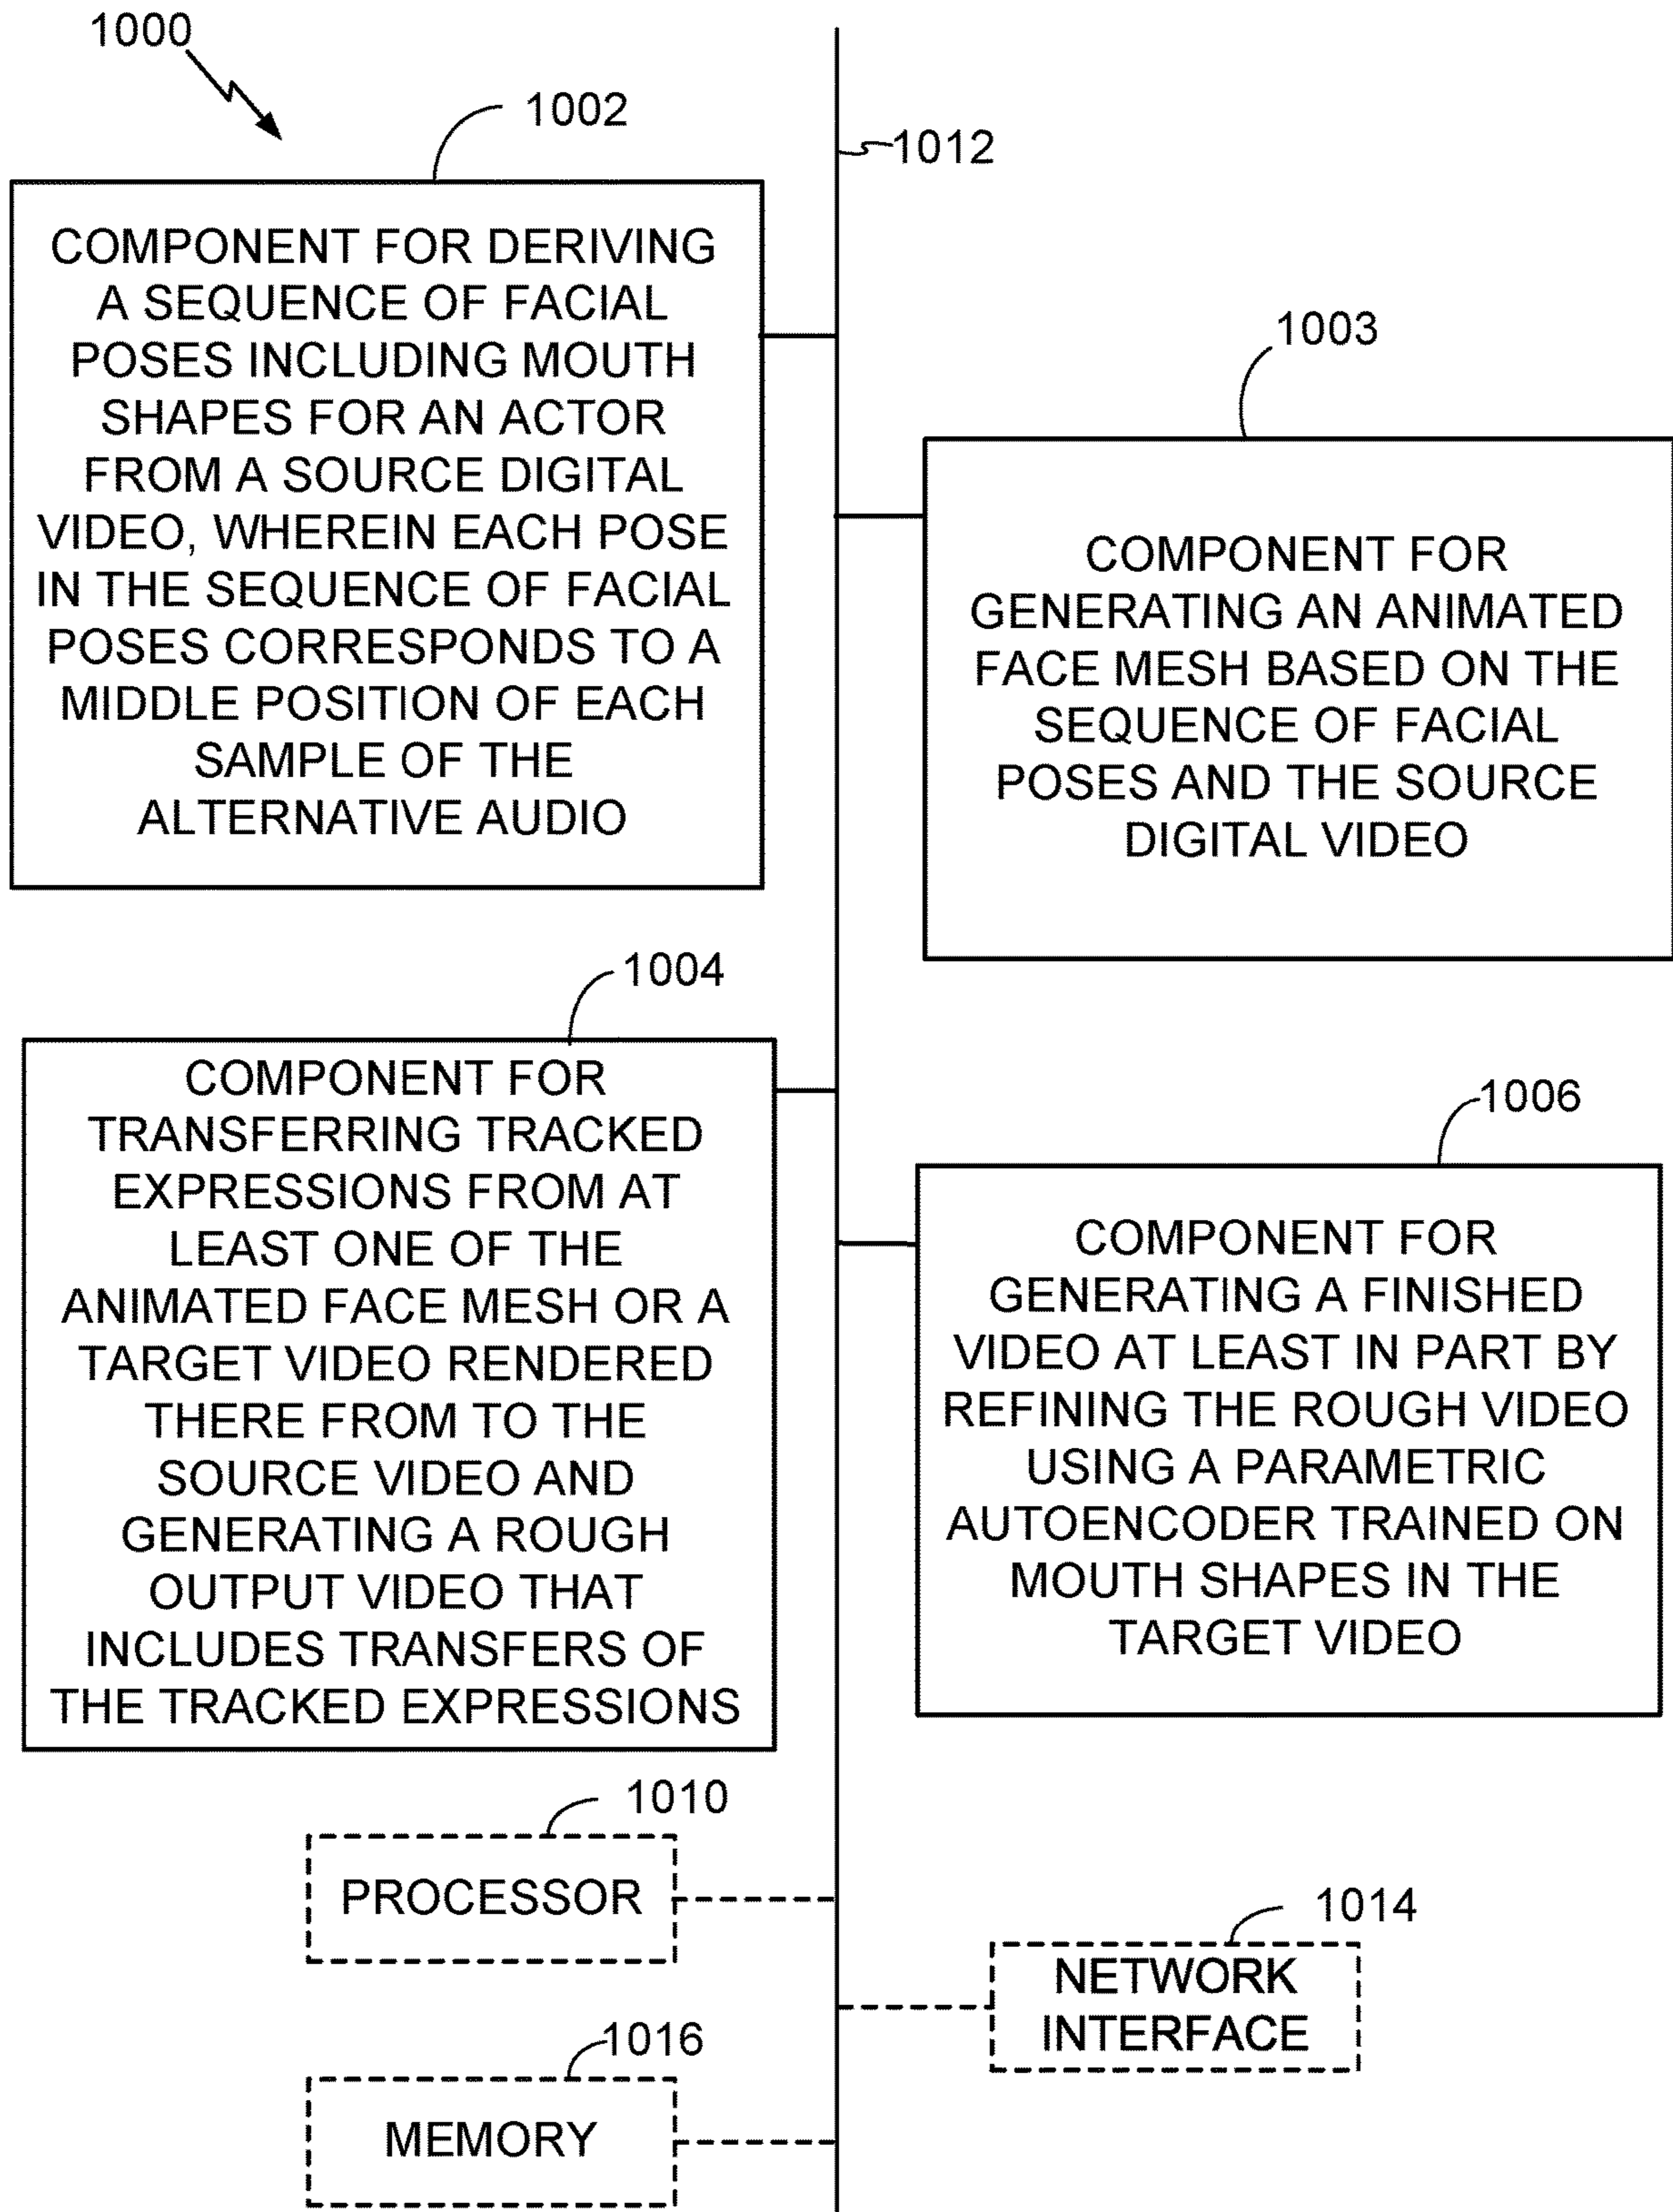 1000
1002
1012
COMPONENT FOR DERIVING
A SEQUENCE OF FACIAL
POSES INCLUDING MOUTH
SHAPES FOR AN ACTOR
FROM A SOURCE DIGITAL
VIDEO, WHEREIN EACH POSE
IN THE SEQUENCE OF FACIAL
POSES CORRESPONDS TO A
MIDDLE POSITION OF EACH
SAMPLE OF THE
ALTERNATIVE AUDIO
1003
COMPONENT FOR
GENERATING AN ANIMATED
FACE MESH BASED ON THE
SEQUENCE OF FACIAL
POSES AND THE SOURCE
DIGITAL VIDEO
1004
COMPONENT FOR
TRANSFERRING TRACKED
EXPRESSIONS FROM AT
LEAST ONE OF THE
ANIMATED FACE MESH OR A
TARGET VIDEO RENDERED
THERE FROM TO THE
SOURCE VIDEO AND
GENERATING A ROUGH
OUTPUT VIDEO THAT
INCLUDES TRANSFERS OF
THE TRACKED EXPRESSIONS
1006
COMPONENT FOR
GENERATING A FINISHED
VIDEO AT LEAST IN PART BY
REFINING THE ROUGH VIDEO
USING A PARAMETRIC
AUTOENCODER TRAINED ON
MOUTH SHAPES IN THE
TARGET VIDEO
1010
PROCESSOR
1014
NETWORK
INTERFACE
1016
MEMORY